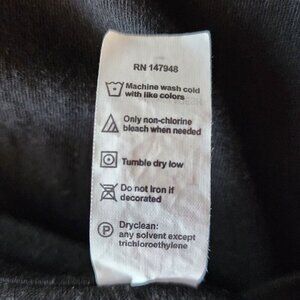 RN 147948
Machine wash cold
with like colors
Only non-chlorine
bleach when needed
Tumble dry low
Do not Iron if
decorated
P
Dryclean:
any solvent except
trichloroethylene